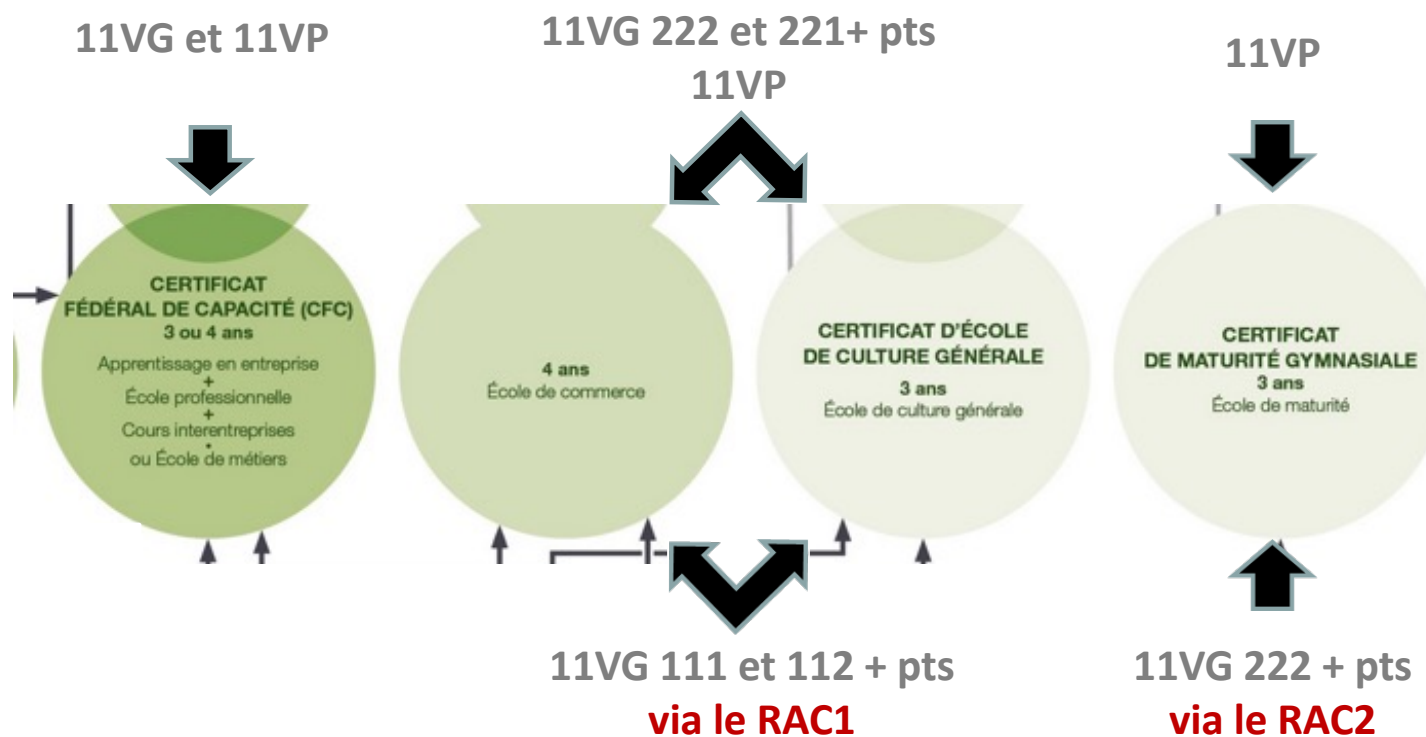 11VG et 11VP
11VG 222 et 221+ pts
11VP
11VP
CERTIFICAT
FÉDÉRAL DE CAPACITÉ (CFC)
3 ou 4 ans
Apprentissage en entreprise
+
École professionnelle
+
Cours interentreprises
•
ou École de métiers
4 ans
École de commerce
CERTIFICAT D'ÉCOLE
DE CULTURE GÉNÉRALE
3 ans
École de culture générale
CERTIFICAT
DE MATURITÉ GYMNASIALE
3 ans
École de maturité
11VG 111 et 112 + pts
via le RAC1
11VG 222 + pts
via le RAC2